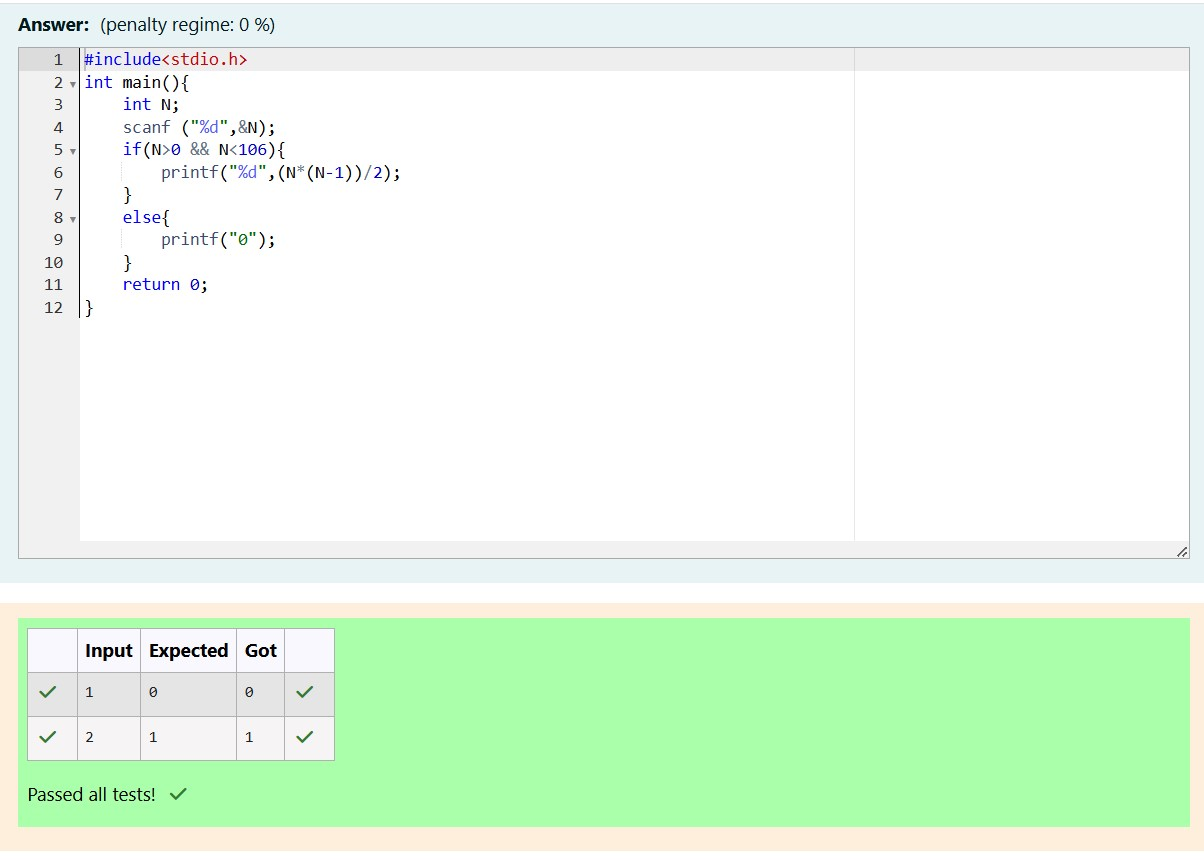 Answer: (penalty regime: 0 %)
1 #include<stdio.h>
2 int main(){
3     int N;
4     scanf ("%d",&N);
5     if(N>0 && N<106){
6         printf("%d",(N*(N-1))/2);
7     }
8     else{
9         printf("0");
10     }
11     return 0;
12 }
Input Expected Got
1 0 0
2 1 1
Passed all tests!